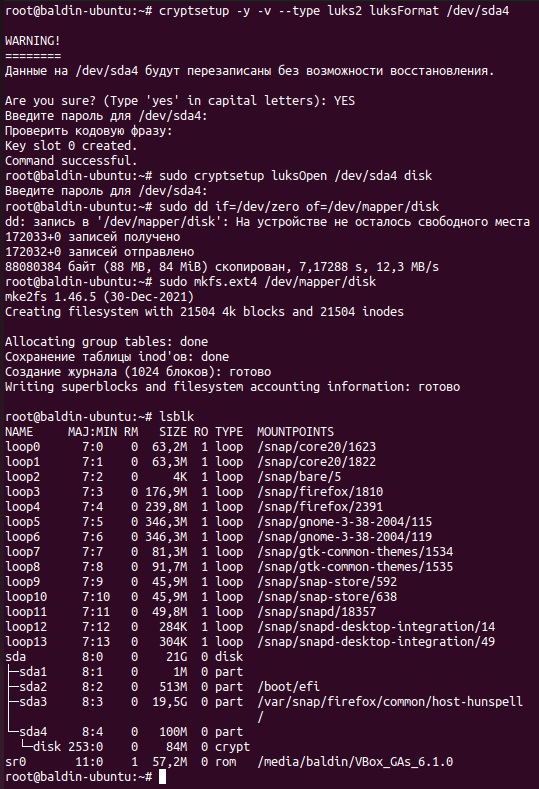 root@baldin-ubuntu:~# cryptsetup -y -v --type luks2 luksFormat /dev/sda4

WARNING!
========
Данные на /dev/sda4 будут перезаписаны без возможности восстановления.

Are you sure? (Type 'yes' in capital letters): YES
Введите пароль для /dev/sda4:
Проверить кодовую фразу:
Key slot 0 created.
Command successful.
root@baldin-ubuntu:~# sudo cryptsetup luksOpen /dev/sda4 disk
Введите пароль для /dev/sda4:
root@baldin-ubuntu:~# sudo dd if=/dev/zero of=/dev/mapper/disk
dd: запись в '/dev/mapper/disk': На устройстве не осталось свободного места
172033+0 записей получено
172032+0 записей отправлено
88080384 байт (88 MB, 84 MiB) скопирован, 7,17288 s, 12,3 MB/s
root@baldin-ubuntu:~# sudo mkfs.ext4 /dev/mapper/disk
mke2fs 1.46.5 (30-Dec-2021)
Creating filesystem with 21504 4k blocks and 21504 inodes

Allocating group tables: done
Сохранение таблицы inod'ов: done
Создание журнала (1024 блоков): готово
Writing superblocks and filesystem accounting information: готово

root@baldin-ubuntu:~# lsblk
NAME     MAJ:MIN RM   SIZE RO TYPE  MOUNTPOINTS
loop0      7:0    0  63,2M  1 loop  /snap/core20/1623
loop1      7:1    0  63,3M  1 loop  /snap/core20/1822
loop2      7:2    0     4K  1 loop  /snap/bare/5
loop3      7:3    0 176,9M  1 loop  /snap/firefox/1810
loop4      7:4    0 239,8M  1 loop  /snap/firefox/2391
loop5      7:5    0 346,3M  1 loop  /snap/gnome-3-38-2004/115
loop6      7:6    0 346,3M  1 loop  /snap/gnome-3-38-2004/119
loop7      7:7    0  81,3M  1 loop  /snap/gtk-common-themes/1534
loop8      7:8    0  91,7M  1 loop  /snap/gtk-common-themes/1535
loop9      7:9    0  45,9M  1 loop  /snap/snap-store/592
loop10     7:10   0  45,9M  1 loop  /snap/snap-store/638
loop11     7:11   0  49,8M  1 loop  /snap/snapd/18357
loop12     7:12   0   284K  1 loop  /snap/snapd-desktop-integration/14
loop13     7:13   0   304K  1 loop  /snap/snapd-desktop-integration/49
sda        8:0    0    21G  0 disk
├─sda1     8:1    0     1M  0 part
├─sda2     8:2    0   513M  0 part  /boot/efi
├─sda3     8:3    0  19,5G  0 part  /var/snap/firefox/common/host-hunspell
│                                   /
└─sda4     8:4    0   100M  0 part
  └─disk 253:0    0    84M  0 crypt
sr0       11:0    1  57,2M  0 rom   /media/baldin/VBox_GAs_6.1.0
root@baldin-ubuntu:~#